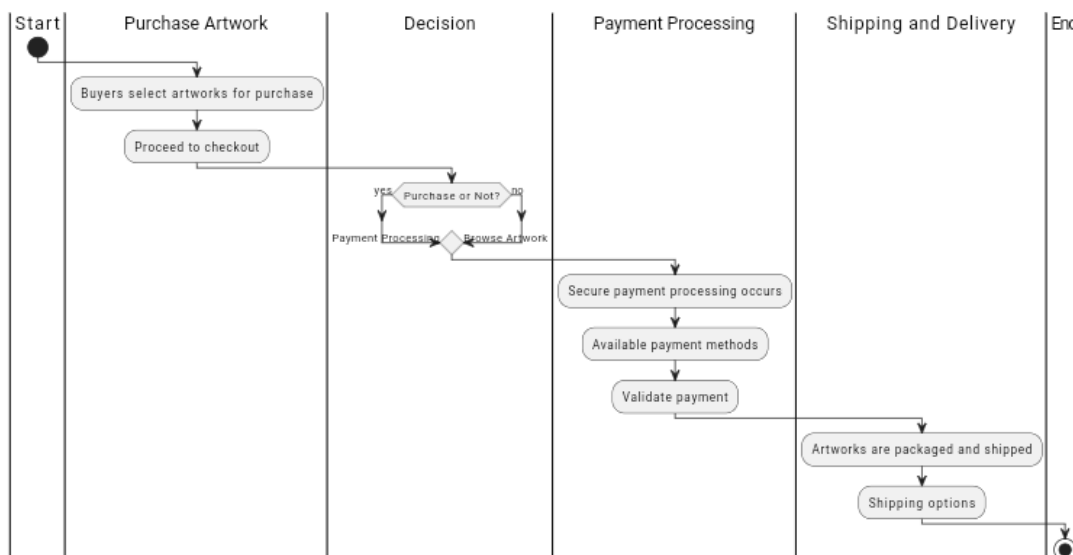 Start
Purchase Artwork
Decision
Payment Processing
Shipping and Delivery
End
Buyers select artworks for purchase
Proceed to checkout
yes
Purchase or Not?
no
Payment Processing
Browse Artwork
Secure payment processing occurs
Available payment methods
Validate payment
Artworks are packaged and shipped
Shipping options